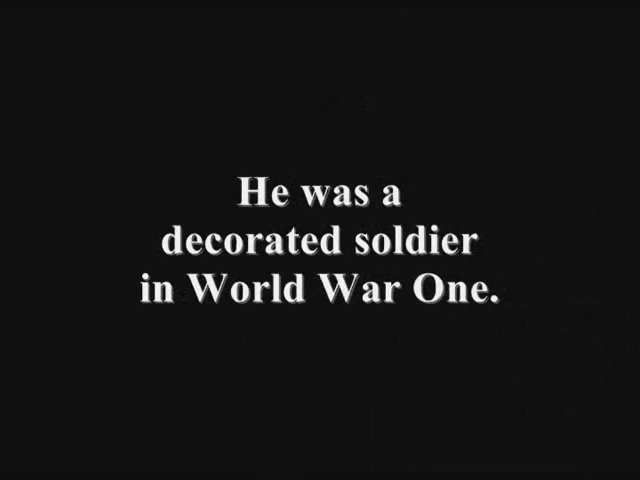 He was a
decorated soldier
in World War One.